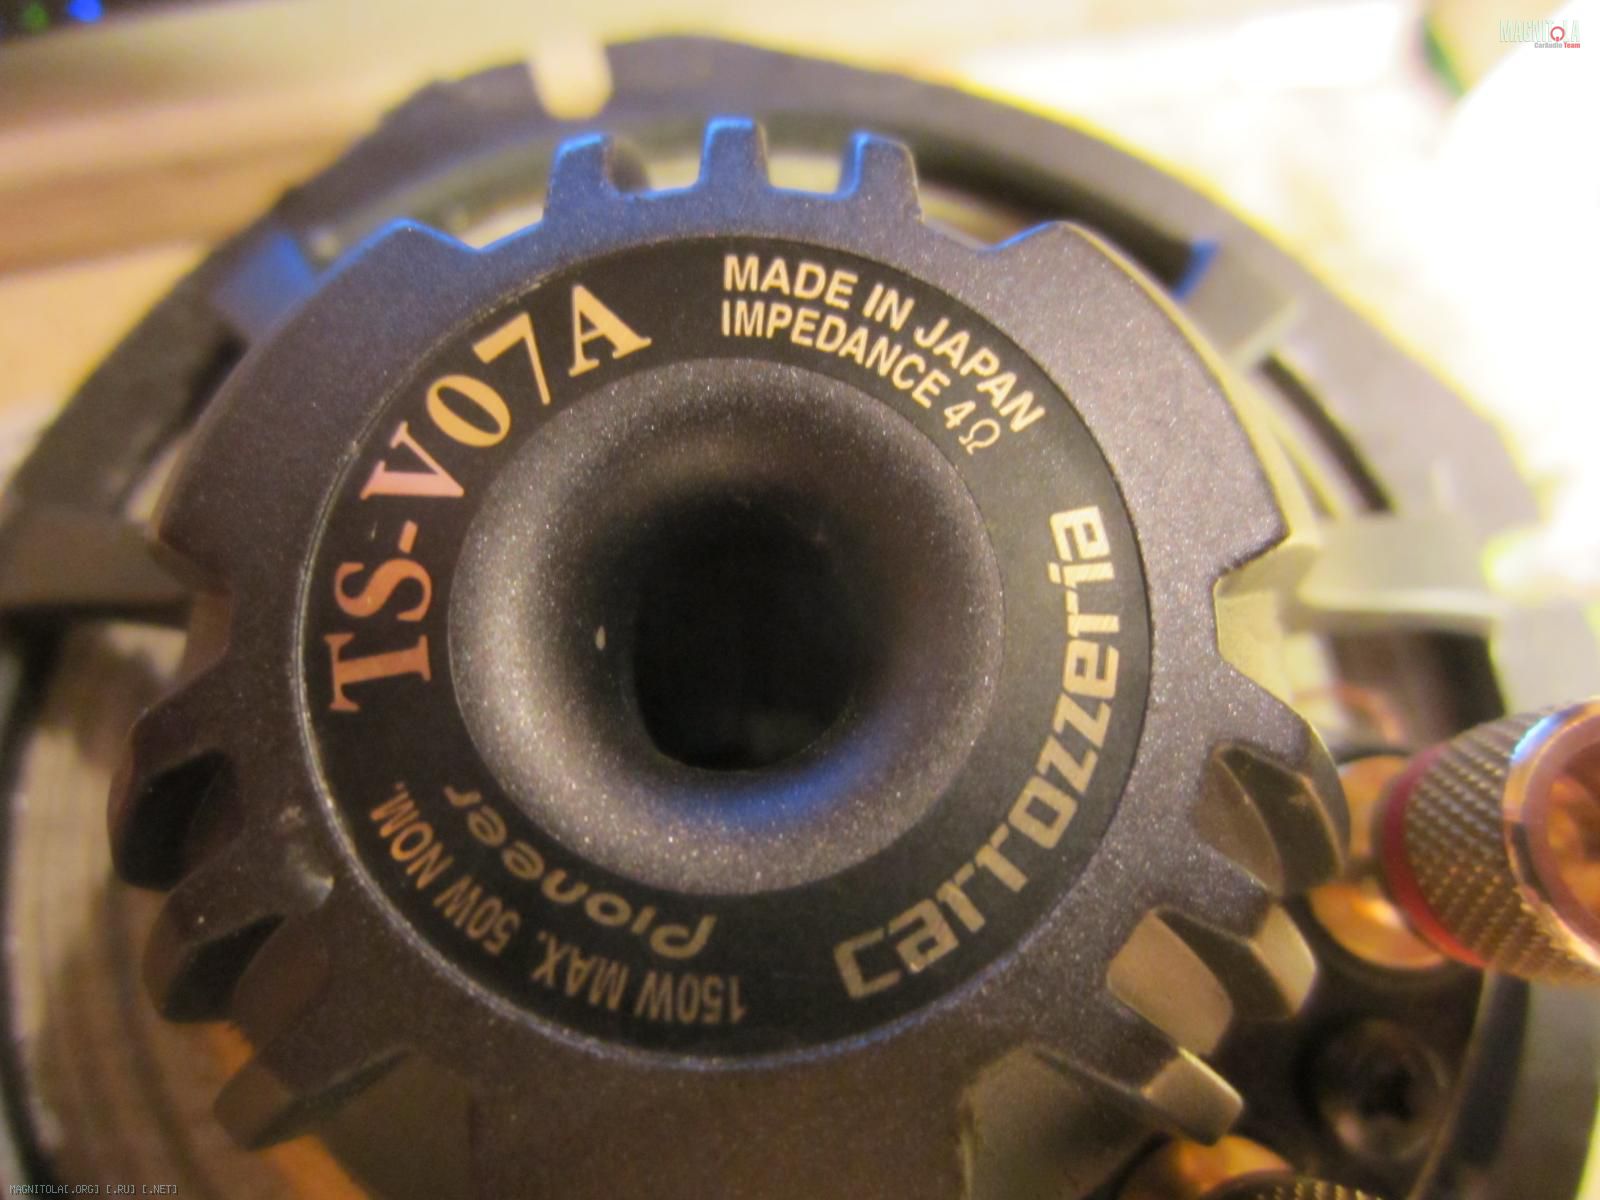 MAGNITOLA
CarAudio Team
TS-V07A
MADE IN JAPAN
IMPEDANCE 4Ω
carrozzeria
Pioneer
150W MAX. 50W NOM.
MAGNITOLA[.ORG] [.RU] [.NET]